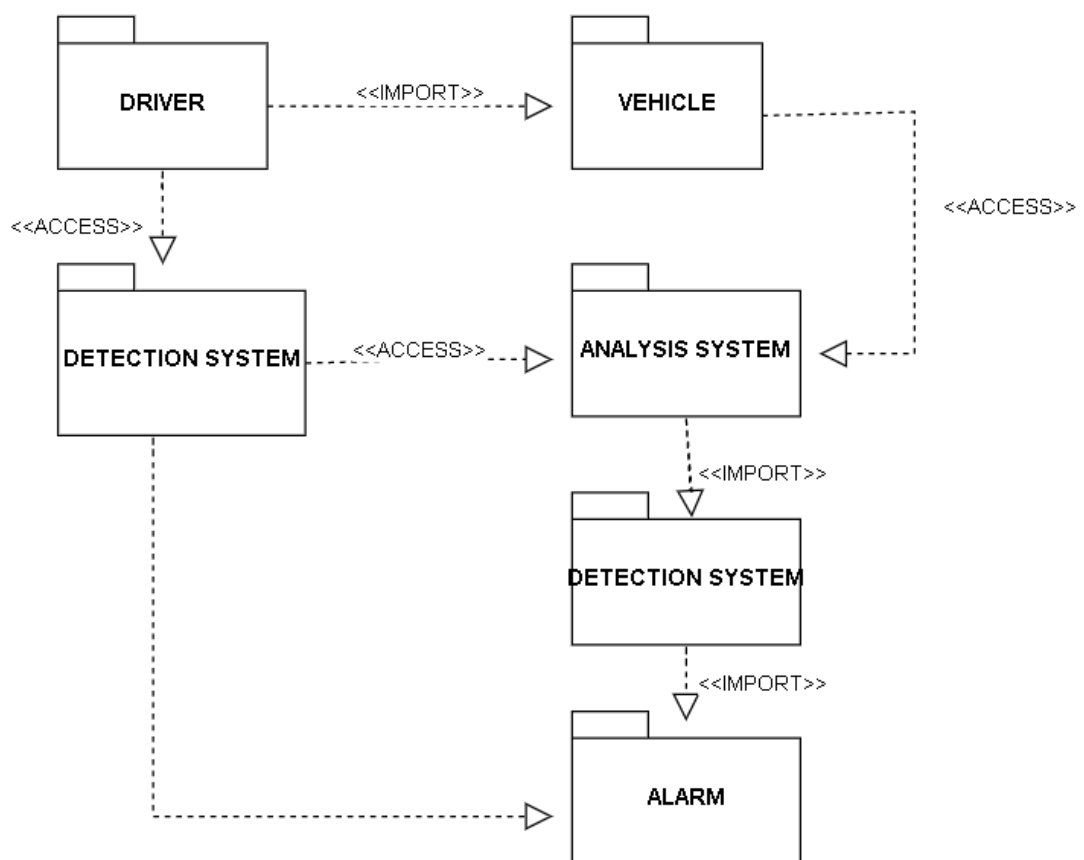 DRIVER
<<IMPORT>>
VEHICLE
<<ACCESS>>
<<ACCESS>>
DETECTION SYSTEM
<<ACCESS>>
ANALYSIS SYSTEM
<<IMPORT>>
DETECTION SYSTEM
<<IMPORT>>
ALARM